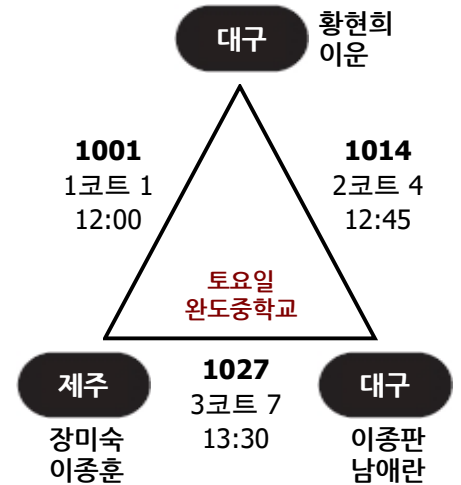 대구
황현희
이운
1001
1코트 1
12:00
1014
2코트 4
12:45
토요일
완도중학교
제주
장미숙
이종훈
1027
3코트 7
13:30
대구
이종판
남애란